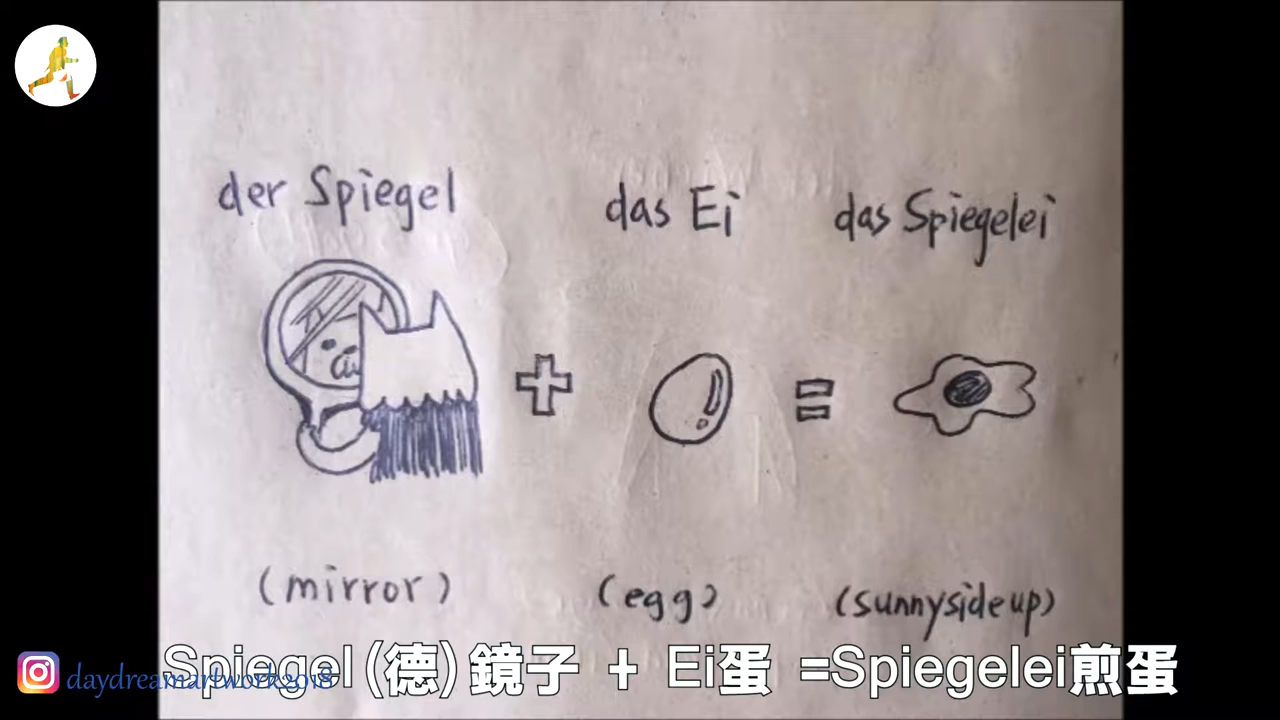 der Spiegel
das Ei
das Spiegelei
(mirror)
(egg)
(sunnysideup)
Spiegel (德) 鏡子 + Ei蛋 =Spiegelei煎蛋
daydreamartwork2018